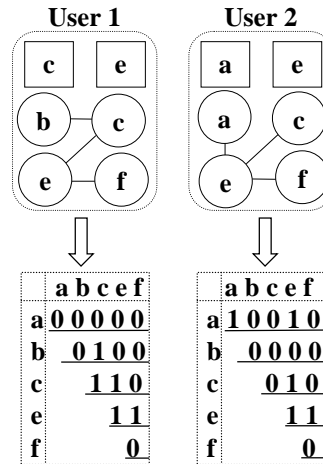 User 1
c e
b c
e f
a b c e f
a 0 0 0 0 0
b 0 1 0 0
c 1 1 0
e 1 1
f 0
User 2
a e
a c
e f
a b c e f
a 1 0 0 1 0
b 0 0 0 0
c 0 1 0
e 1 1
f 0